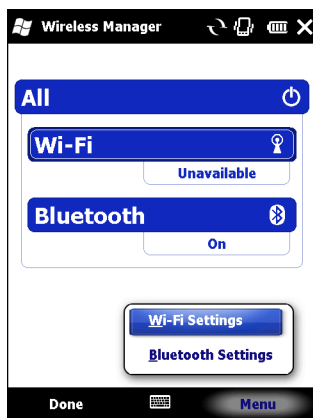 Wireless Manager
All
Wi-Fi
Unavailable
Bluetooth
On
Wi-Fi Settings
Bluetooth Settings
Done
Menu